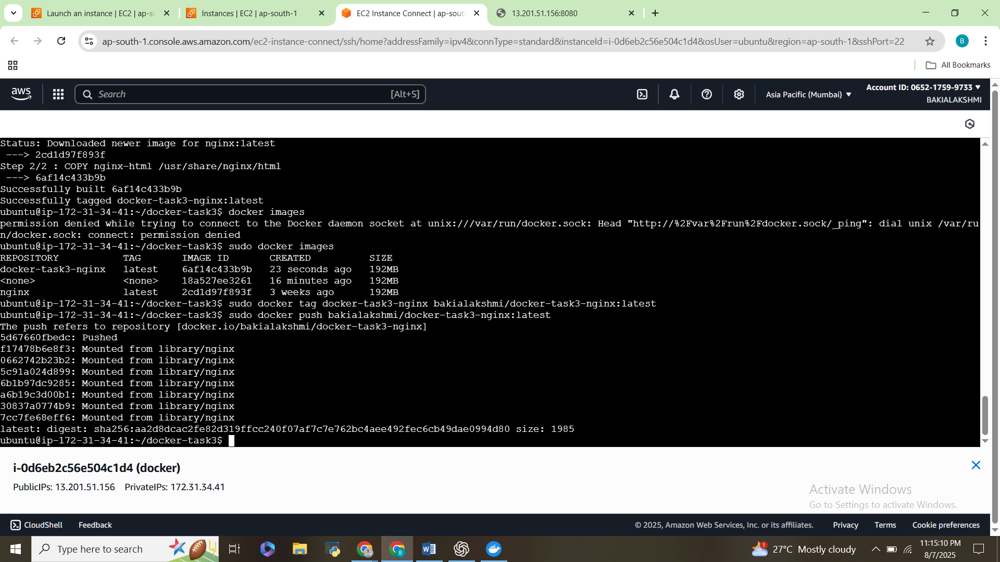 Launch an instance | EC2 | ap-so
Instances | EC2 | ap-south-1
EC2 Instance Connect | ap-sout
13.201.51.156:8080
ap-south-1.console.aws.amazon.com/ec2-instance-connect/ssh/home?addressFamily=ipv4&connType=standard&instanceId=i-0d6eb2c56e504c1d4&osUser=ubuntu&region=ap-south-1&sshPort=22
B
All Bookmarks
aws
Search
[Alt+S]
Asia Pacific (Mumbai)
Account ID: 0652-1759-9733
BAKIALAKSHMI
Status: Downloaded newer image for nginx:latest
 ---> 2cd1d97f893f
Step 2/2 : COPY nginx-html /usr/share/nginx/html
 ---> 6af14c433b9b
Successfully built 6af14c433b9b
Successfully tagged docker-task3-nginx:latest
ubuntu@ip-172-31-34-41:~/docker-task3$ docker images
permission denied while trying to connect to the Docker daemon socket at unix:///var/run/docker.sock: Head "http://%2Fvar%2Frun%2Fdocker.sock/_ping": dial unix /var/ru
n/docker.sock: connect: permission denied
ubuntu@ip-172-31-34-41:~/docker-task3$ sudo docker images
REPOSITORY           TAG       IMAGE ID       CREATED          SIZE
docker-task3-nginx   latest    6af14c433b9b   23 seconds ago   192MB
<none>               <none>    18a527ee3261   16 minutes ago   192MB
nginx                latest    2cd1d97f893f   3 weeks ago      192MB
ubuntu@ip-172-31-34-41:~/docker-task3$ sudo docker tag docker-task3-nginx bakialakshmi/docker-task3-nginx:latest
ubuntu@ip-172-31-34-41:~/docker-task3$ sudo docker push bakialakshmi/docker-task3-nginx:latest
The push refers to repository [docker.io/bakialakshmi/docker-task3-nginx]
5d67660fbedc: Pushed
f17478b6e8f3: Mounted from library/nginx
0662742b23b2: Mounted from library/nginx
5c91a024d899: Mounted from library/nginx
6b1b97dc9285: Mounted from library/nginx
a6b19c3d00b1: Mounted from library/nginx
30837a0774b9: Mounted from library/nginx
7cc7fe68eff6: Mounted from library/nginx
latest: digest: sha256:aa2d8dcac2fe82d319ffcc240f07af7c7e762bc4aee492fec6cb49dae0994d80 size: 1985
ubuntu@ip-172-31-34-41:~/docker-task3$
i-0d6eb2c56e504c1d4 (docker)
PublicIPs: 13.201.51.156 PrivateIPs: 172.31.34.41
Activate Windows
Go to Settings to activate Windows.
CloudShell
Feedback
© 2025, Amazon Web Services, Inc. or its affiliates.
Privacy
Terms
Cookie preferences
Type here to search
27°C Mostly cloudy
11:15:10 PM
8/7/2025